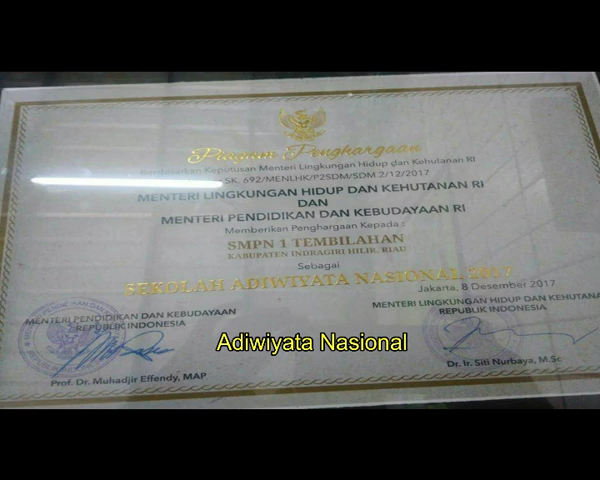 Piagam Penghargaan
Berdasarkan Keputusan Menteri Lingkungan Hidup dan Kehutanan RI
SK. 692/MENLHK/P2SDM/SDM.2/12/2017
MENTERI LINGKUNGAN HIDUP DAN KEHUTANAN RI
DAN
MENTERI PENDIDIKAN DAN KEBUDAYAAN RI
Memberikan Penghargaan Kepada :
SMPN 1 TEMBILAHAN
KABUPATEN INDRAGIRI HILIR, RIAU
Sebagai
SEKOLAH ADIWIYATA NASIONAL 2017
Jakarta, 8 Desember 2017
MENTERI PENDIDIKAN DAN KEBUDAYAAN
REPUBLIK INDONESIA
Prof. Dr. Muhadjir Effendy, MAP
MENTERI LINGKUNGAN HIDUP DAN KEHUTANA
REPUBLIK INDONESIA
Dr. Ir. Siti Nurbaya, M.Sc
Adiwiyata Nasional